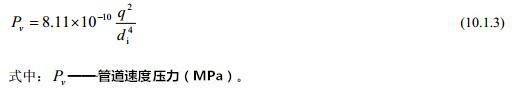 P_v = 8.11×10^{-10} \frac{q^2}{d_i^4} (10.1.3)
式中：P_v——管道速度压力（MPa）。